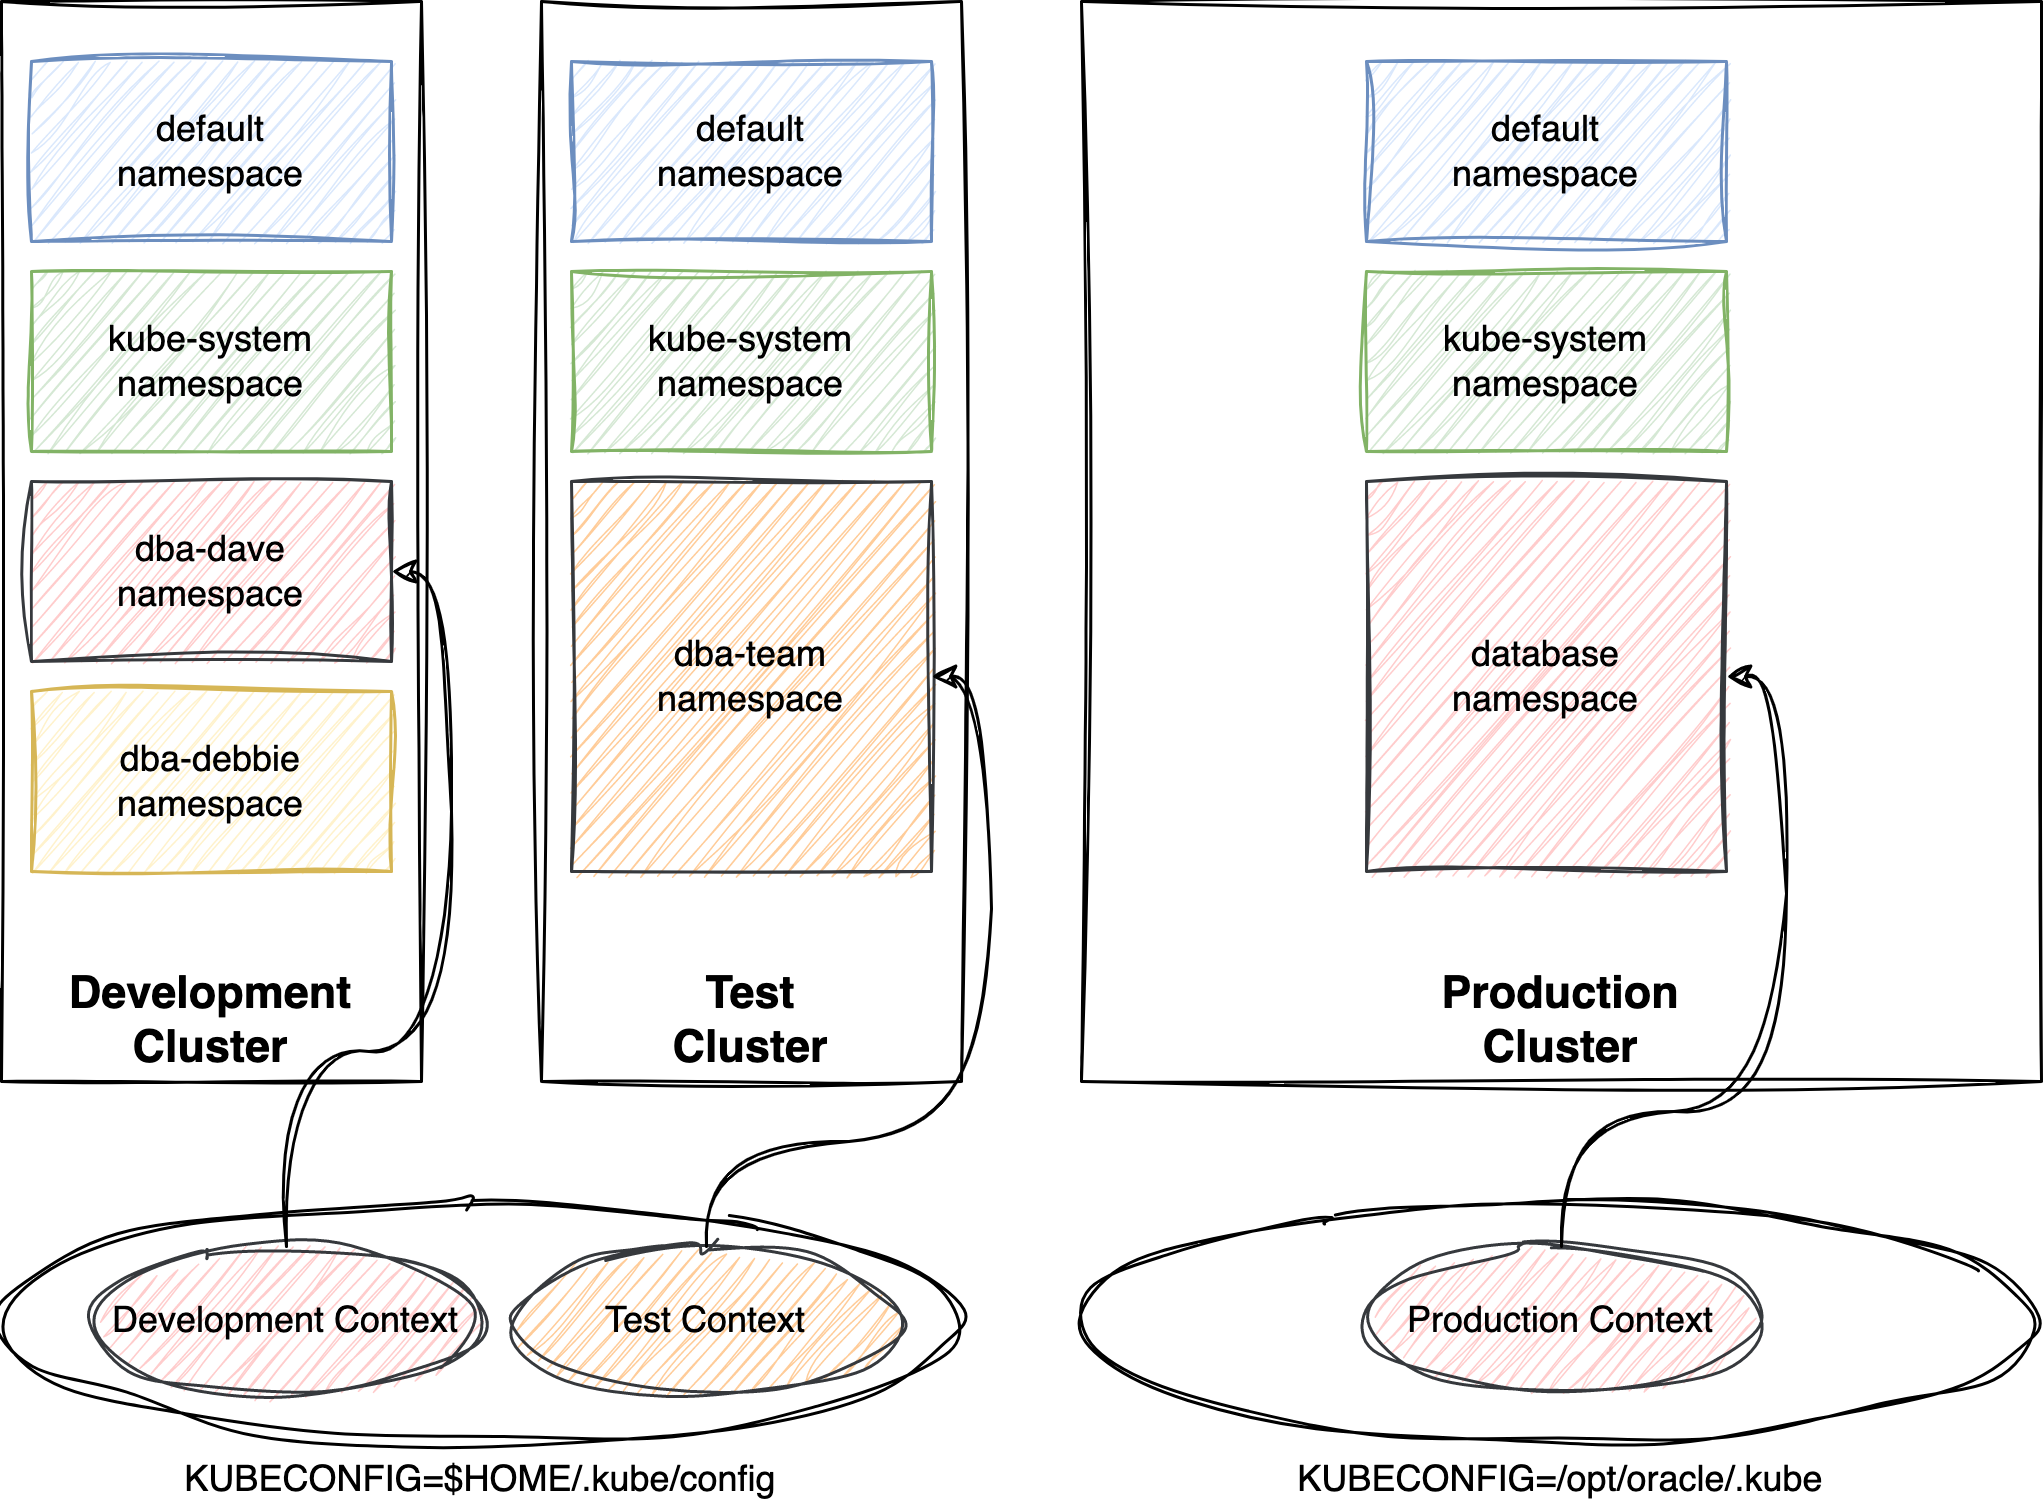 default
namespace
kube-system
namespace
dba-dave
namespace
dba-debbie
namespace
Development
Cluster
default
namespace
kube-system
namespace
dba-team
namespace
Test
Cluster
default
namespace
kube-system
namespace
database
namespace
Production
Cluster
Development Context
Test Context
KUBECONFIG=$HOME/.kube/config
Production Context
KUBECONFIG=/opt/oracle/.kube